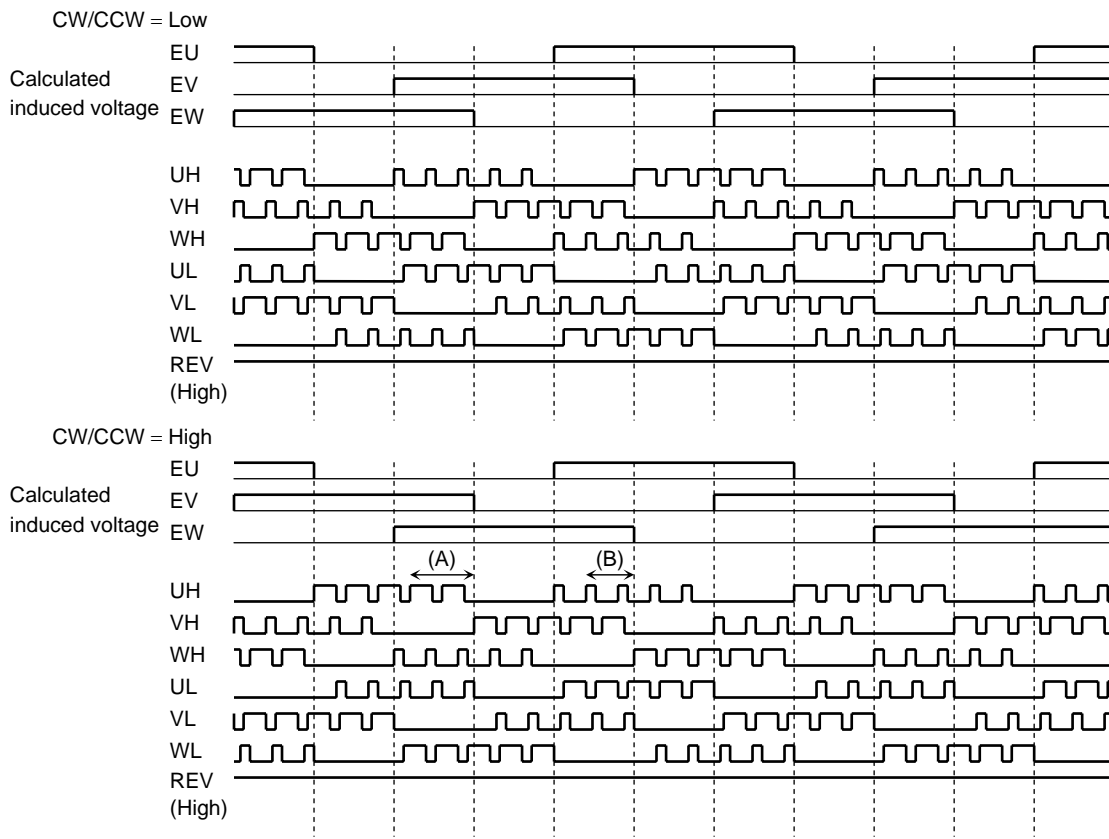 CW/CCW = Low
EU
Calculated
induced voltage
EV
EW
UH
VH
WH
UL
VL
WL
REV
(High)
CW/CCW = High
EU
Calculated
induced voltage
EV
EW
(A)
(B)
UH
VH
WH
UL
VL
WL
REV
(High)